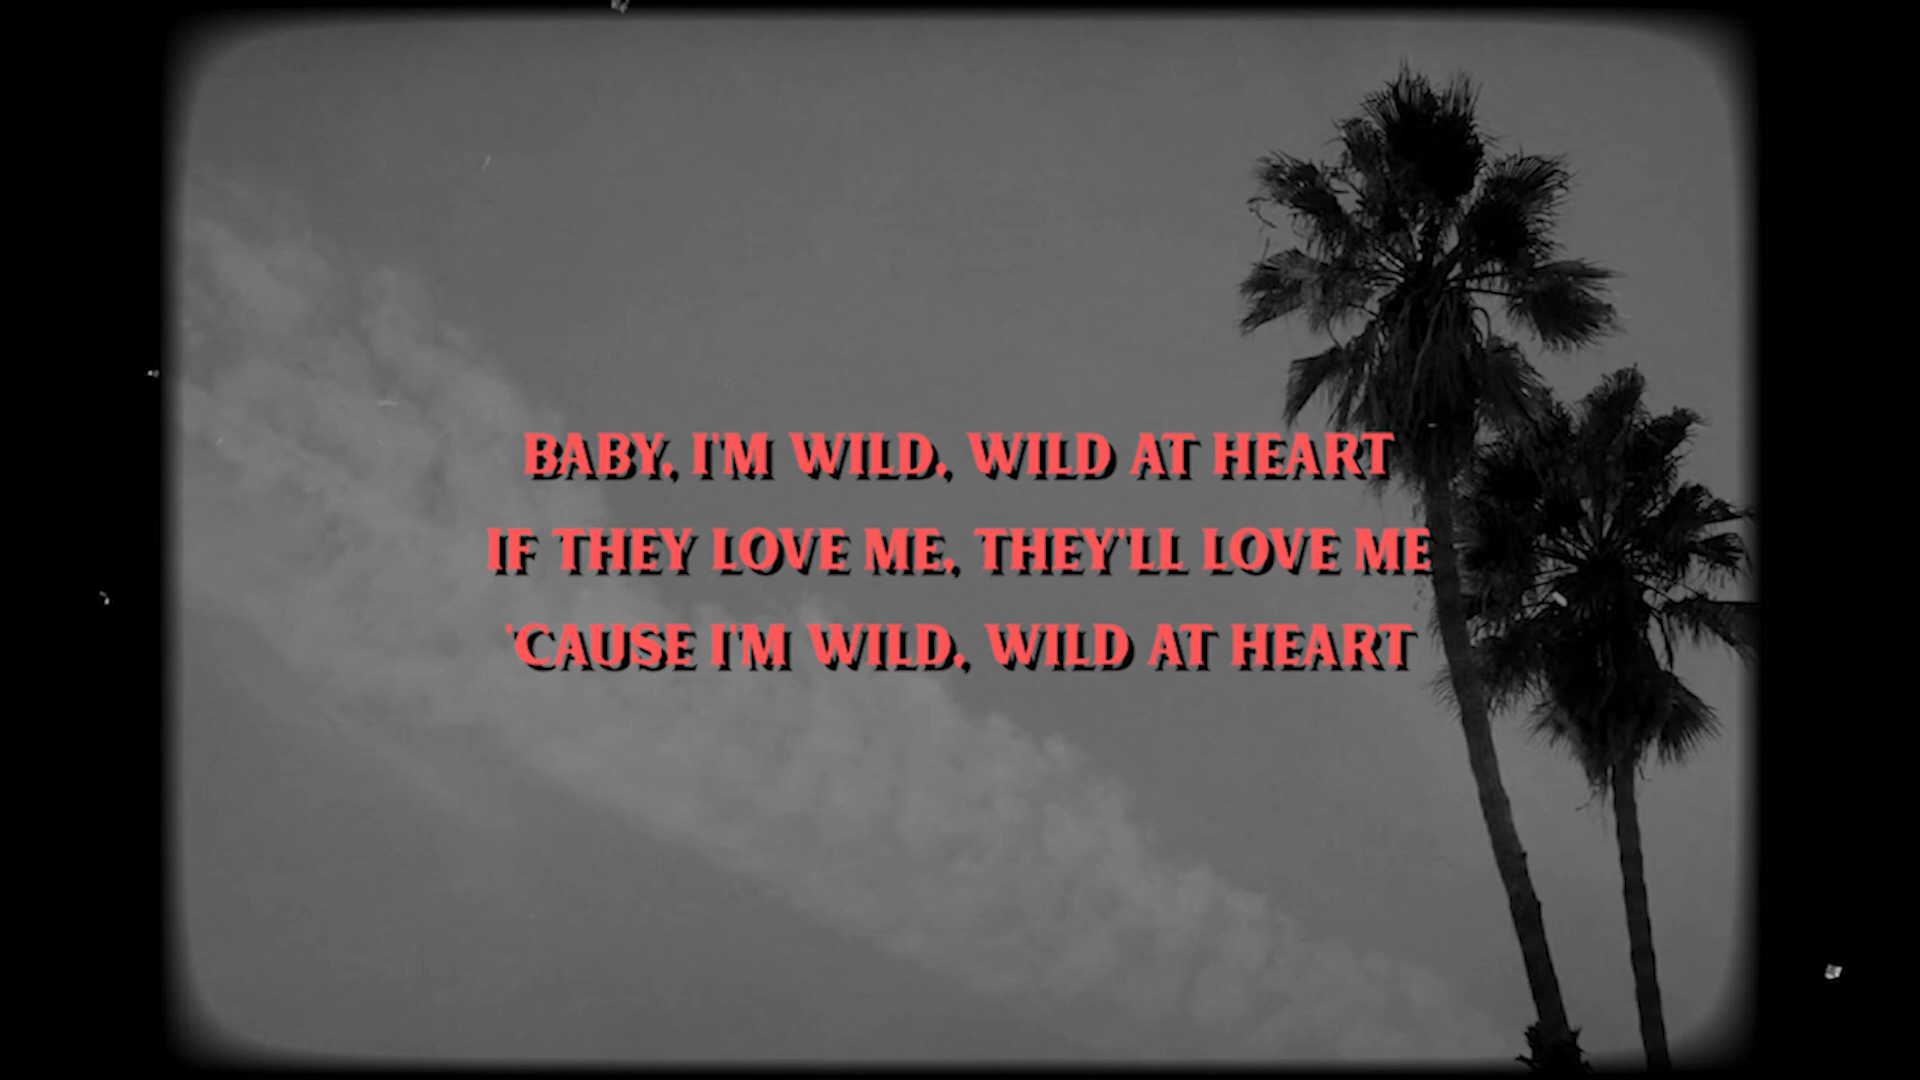 BABY, I'M WILD, WILD AT HEART
IF THEY LOVE ME, THEY'LL LOVE ME
'CAUSE I'M WILD, WILD AT HEART